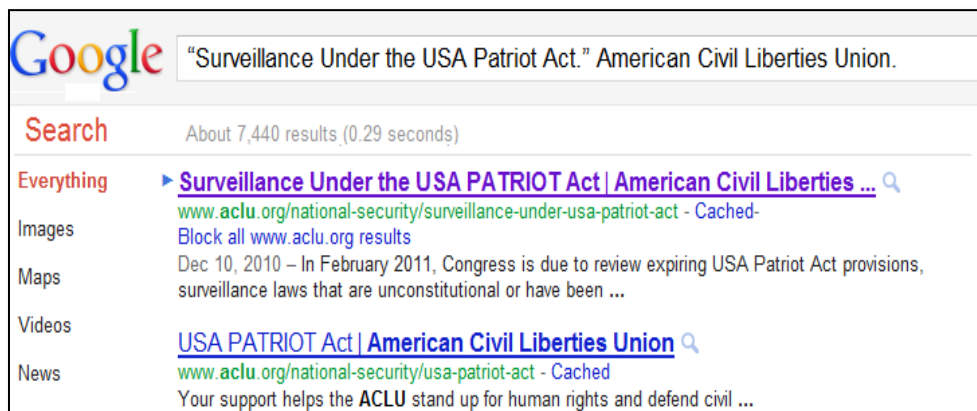 Google “Surveillance Under the USA Patriot Act.” American Civil Liberties Union.
Search About 7,440 results (0.29 seconds)
Everything
Surveillance Under the USA PATRIOT Act | American Civil Liberties ...
www.aclu.org/national-security/surveillance-under-usa-patriot-act - Cached-
Images
Block all www.aclu.org results
Dec 10, 2010 – In February 2011, Congress is due to review expiring USA Patriot Act provisions,
Maps
surveillance laws that are unconstitutional or have been ...
Videos
USA PATRIOT Act | American Civil Liberties Union
News
www.aclu.org/national-security/usa-patriot-act - Cached
Your support helps the ACLU stand up for human rights and defend civil ...